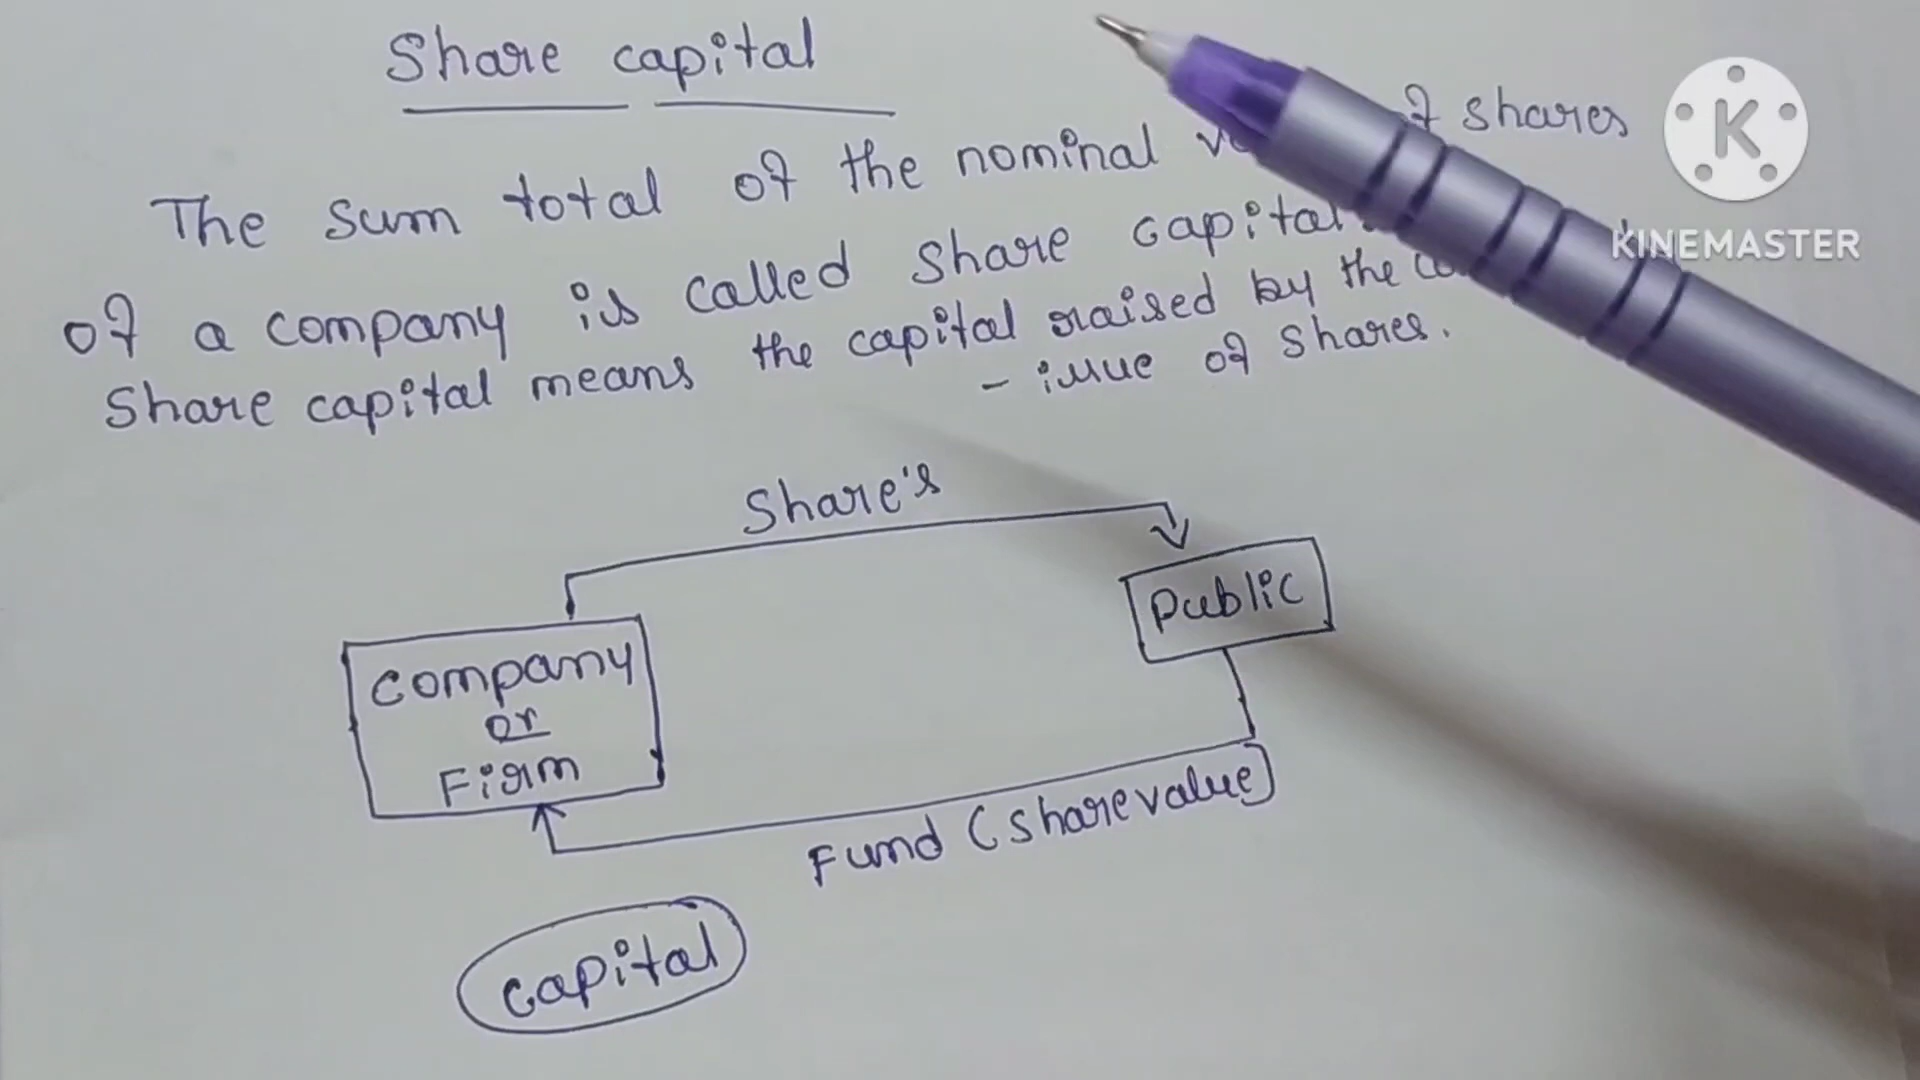 Share capital
The sum total of the nominal of shares
of a company is called share capital.
Share capital means the capital raised by the
- issue of shares.
Share's
Public
Company
or
Firm
Fund (share value)
Capital
K
KINEMASTER